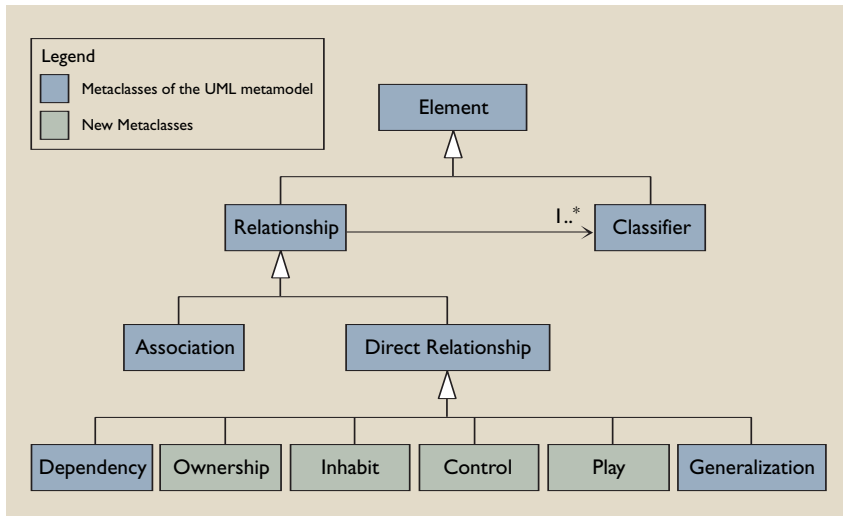 Legend
Metaclasses of the UML metamodel
New Metaclasses
Element
Relationship
1..*
Classifier
Association
Direct Relationship
Dependency
Ownership
Inhabit
Control
Play
Generalization